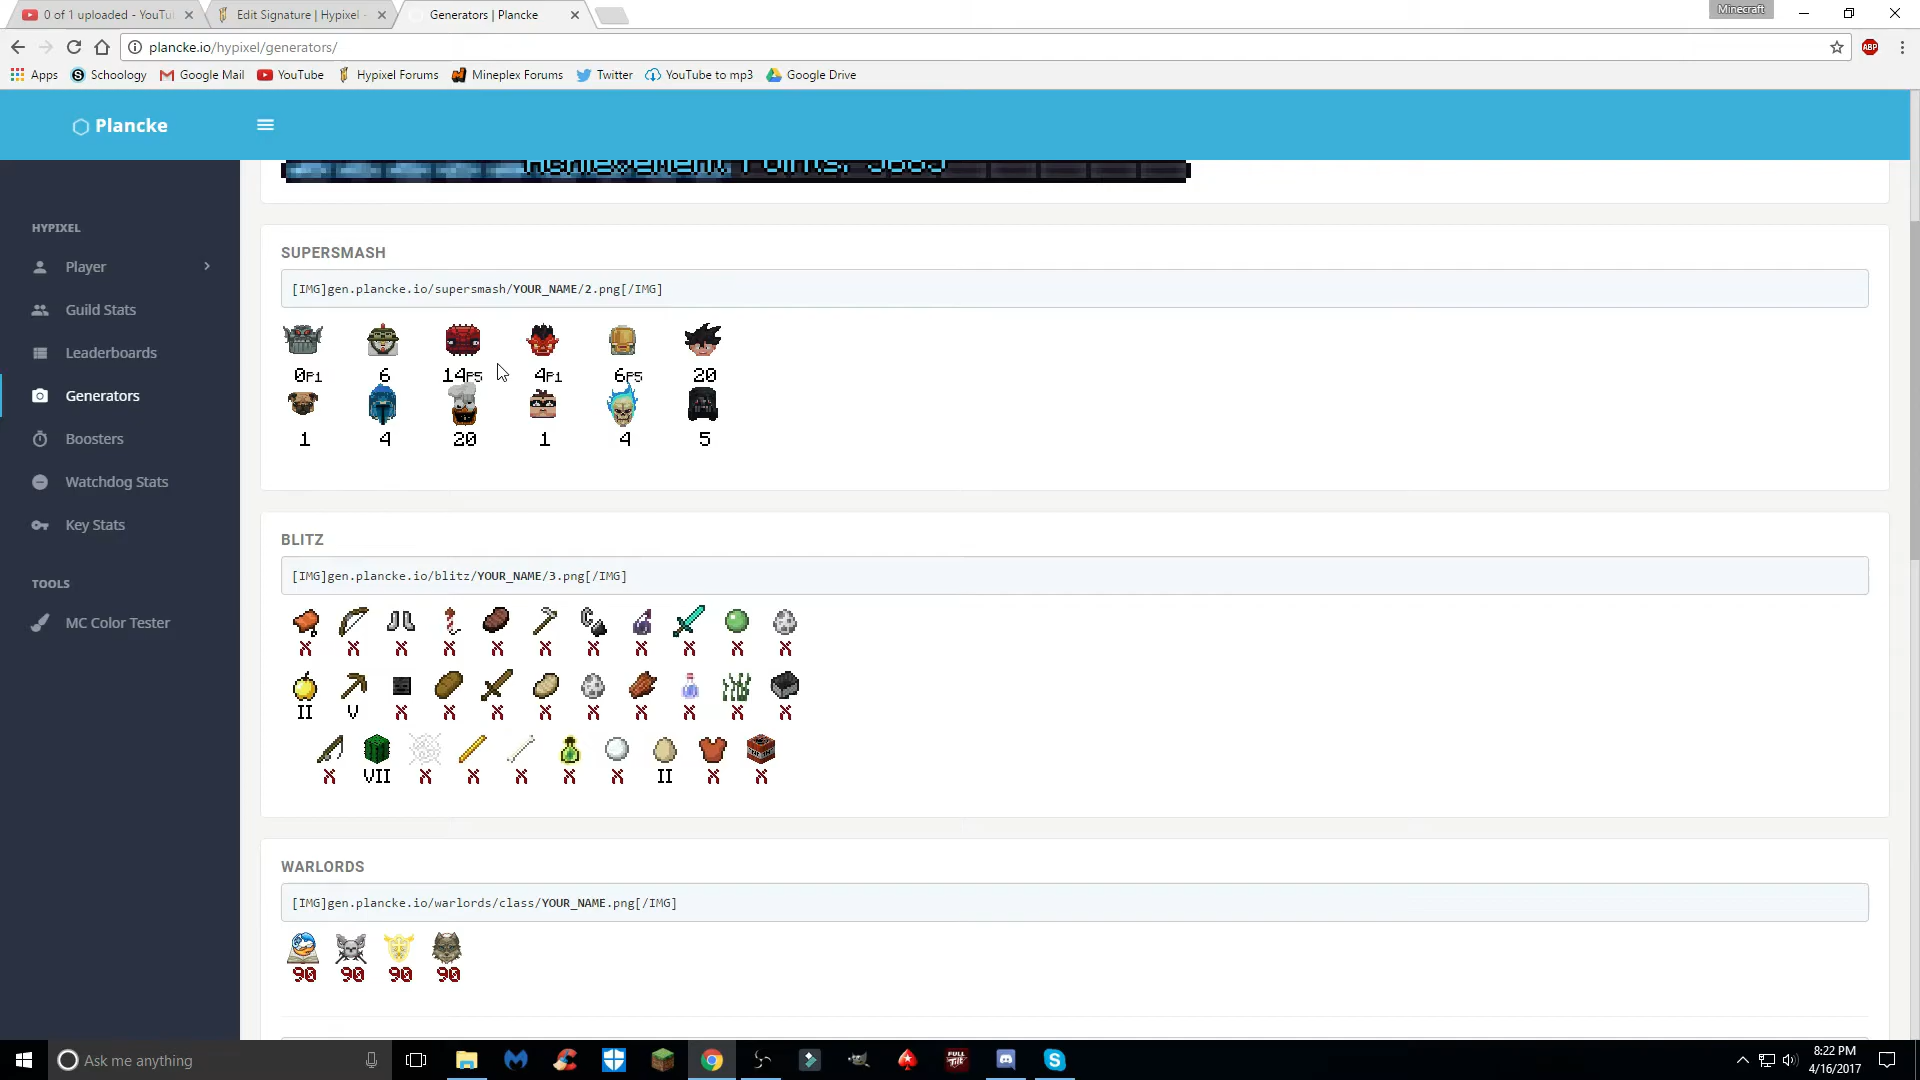 0 of 1 uploaded - YouTu
Edit Signature | Hypixel -
Generators | Plancke
Minecraft
plancke.io/hypixel/generators/
ABP
Apps
Schoology
Google Mail
YouTube
Hypixel Forums
Mineplex Forums
Twitter
YouTube to mp3
Google Drive
Plancke
HYPIXEL
Player
Guild Stats
Leaderboards
Generators
Boosters
Watchdog Stats
Key Stats
TOOLS
MC Color Tester
SUPERSMASH
[IMG]gen.plancke.io/supersmash/YOUR_NAME/2.png[/IMG]
0P1 6 14P5 4P1 6P5 20
1 4 20 1 4 5
BLITZ
[IMG]gen.plancke.io/blitz/YOUR_NAME/3.png[/IMG]
X X X X X X X X X X X
II V X X X X X X X X X
X VII X X X X X II X X
WARLORDS
[IMG]gen.plancke.io/warlords/class/YOUR_NAME.png[/IMG]
90 90 90 90
Ask me anything
FULL TILT
8:22 PM
4/16/2017